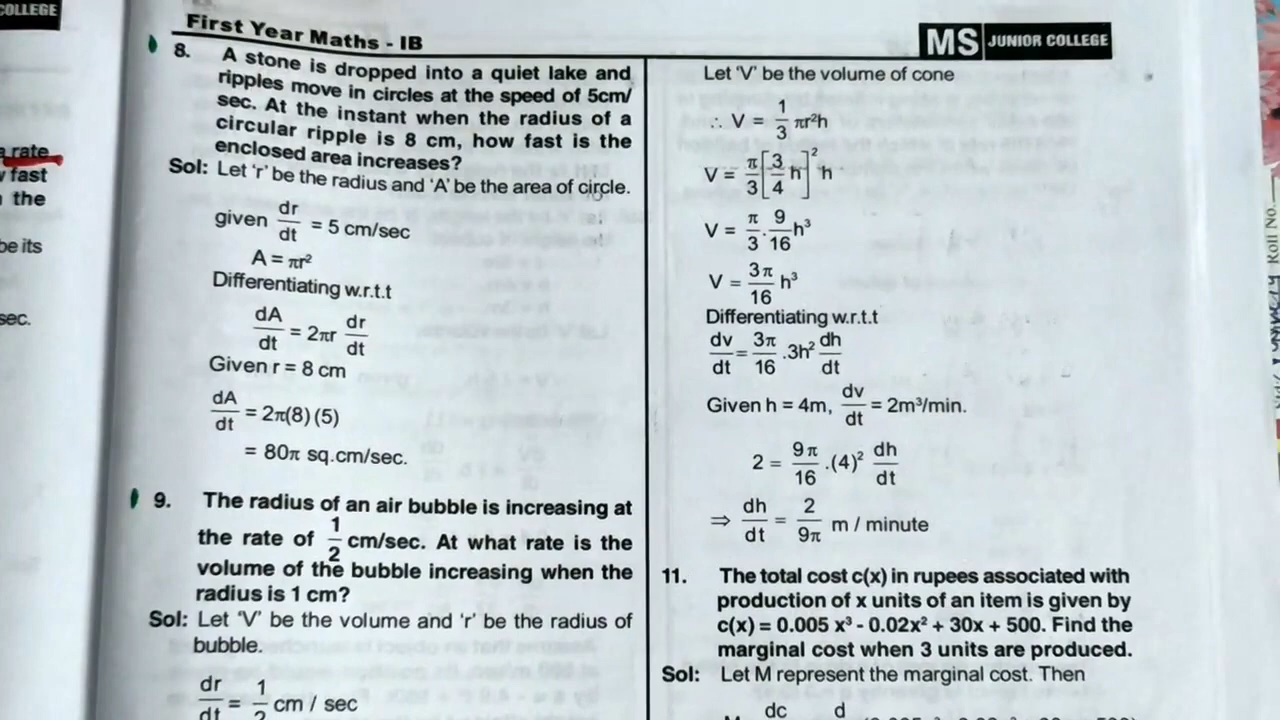 COLLEGE
a rate
y fast
the
be its
sec.
First Year Maths - IB
MS JUNIOR COLLEGE
8. A stone is dropped into a quiet lake and
ripples move in circles at the speed of 5cm/
sec. At the instant when the radius of a
circular ripple is 8 cm, how fast is the
enclosed area increases?
Sol: Let 'r' be the radius and 'A' be the area of circle.
given dr/dt = 5 cm/sec
A = πr²
Differentiating w.r.t.t
dA/dt = 2πr dr/dt
Given r = 8 cm
dA/dt = 2π(8) (5)
= 80π sq.cm/sec.
9. The radius of an air bubble is increasing at
the rate of 1/2 cm/sec. At what rate is the
volume of the bubble increasing when the
radius is 1 cm?
Sol: Let 'V' be the volume and 'r' be the radius of
bubble.
dr/dt = 1/2 cm / sec
Let 'V' be the volume of cone
∴ V = 1/3 πr²h
V = π/3 [3/4 h]² h
V = π/3 . 9/16 h³
V = 3π/16 h³
Differentiating w.r.t.t
dv/dt = 3π/16 .3h² dh/dt
Given h = 4m, dv/dt = 2m³/min.
2 = 9π/16 .(4)² dh/dt
⇒ dh/dt = 2/9π m / minute
11. The total cost c(x) in rupees associated with
production of x units of an item is given by
c(x) = 0.005 x³ - 0.02x² + 30x + 500. Find the
marginal cost when 3 units are produced.
Sol: Let M represent the marginal cost. Then
dc d
Roll No.